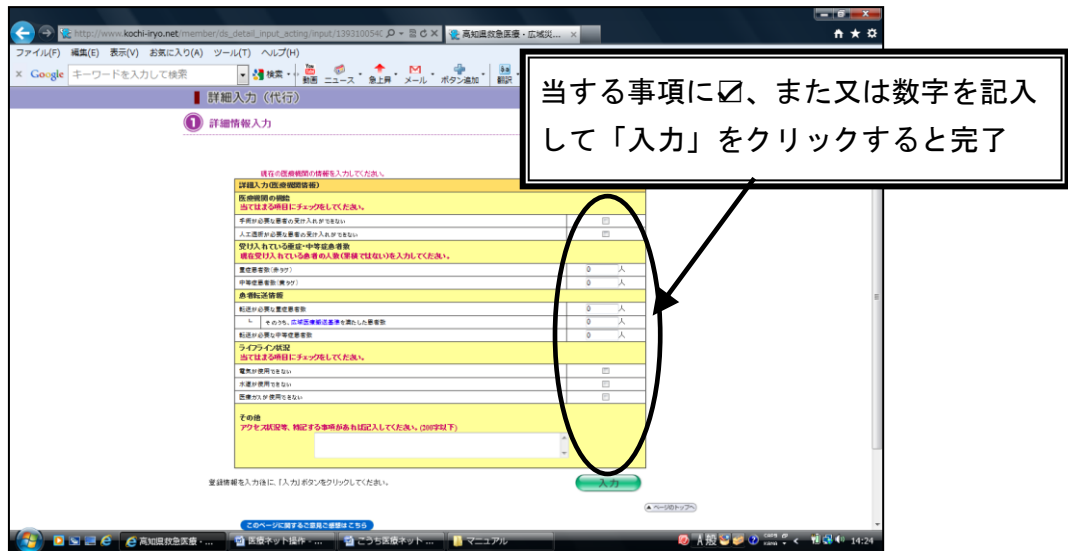 http://www.kochi-iryo.net/member/ds_detail_input_acting/input/1393100540
高知県救急医療・広域災...
ファイル(F) 編集(E) 表示(V) お気に入り(A) ツール(T) ヘルプ(H)
Google キーワードを入力して検索 検索 動画 ニュース 急上昇 メール ボタン追加 翻訳
当する事項に☑、また又は数字を記入
して「入力」をクリックすると完了
詳細入力（代行）
1 詳細情報入力
現在の医療機関の情報を入力してください。
詳細入力(医療機関情報)
医療機関の機能
当てはまる項目にチェックをしてください。
手術が必要な患者の受け入れができない
人工透析が必要な患者の受け入れができない
受け入れている重症・中等症患者数
現在受け入れている患者の人数(累積ではない)を入力してください。
重症患者数(赤タグ) 0 人
中等症患者数(黄タグ) 0 人
患者転送情報
転送が必要な重症患者数 0 人
└ そのうち、広域医療搬送基準を満たした患者数 0 人
転送が必要な中等症患者数 0 人
ライフライン状況
当てはまる項目にチェックをしてください。
電気が使用できない
水道が使用できない
医療ガスが使用できない
その他
アクセス状況等、特記する事項があれば記入してください。(200字以下)
登録情報を入力後に、「入力」ボタンをクリックしてください。
入力
▲ ページのトップへ
このページに関するご意見ご感想はこちら
高知県救急医療・... 医療ネット操作 - ... こうち医療ネット ... マニュアル A 般 CAPS KANA 14:24